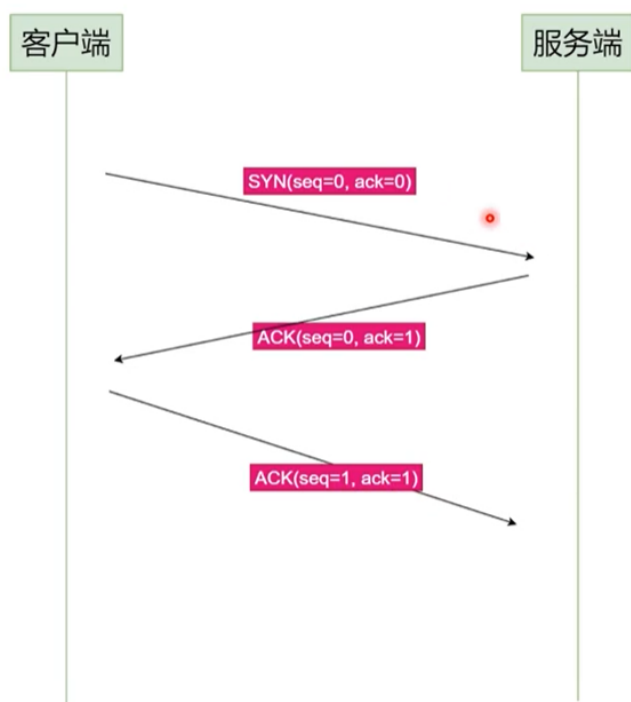 客户端
服务端
SYN(seq=0, ack=0)
ACK(seq=0, ack=1)
ACK(seq=1, ack=1)